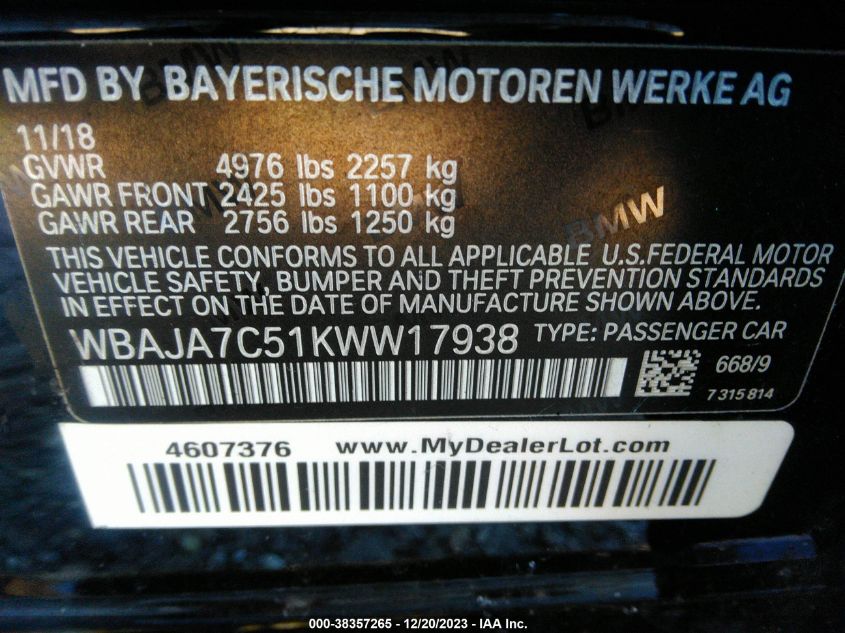 MFD BY BAYERISCHE MOTOREN WERKE AG
11/18
GVWR 4976 lbs 2257 kg
GAWR FRONT 2425 lbs 1100 kg
GAWR REAR 2756 lbs 1250 kg
BMW
THIS VEHICLE CONFORMS TO ALL APPLICABLE U.S.FEDERAL MOTOR
VEHICLE SAFETY, BUMPER AND THEFT PREVENTION STANDARDS
IN EFFECT ON THE DATE OF MANUFACTURE SHOWN ABOVE.
WBAJA7C51KWW17938 TYPE: PASSENGER CAR
668/9
7 315 814
4607376 www.MyDealerLot.com
000-38357265 - 12/20/2023 - IAA Inc.